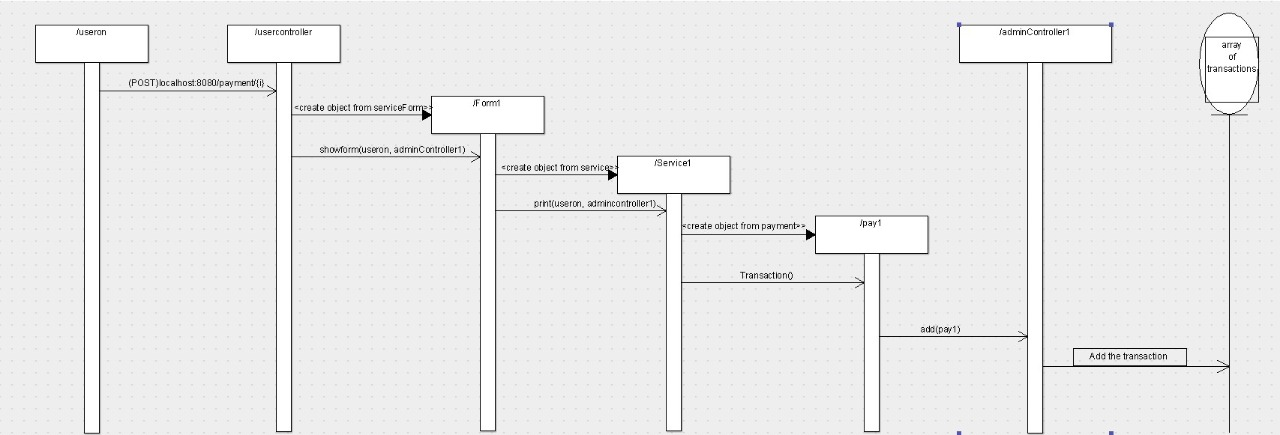 /useron
/usercontroller
/adminController1
array
of
transactions
(POST)localhost:8080/payment/{i}
<create object from serviceForm>>
/Form1
showform(useron, adminController1)
<create object from service>>
/Service1
print(useron, admincontroller1)
<create object from payment>>
/pay1
Transaction()
add(pay1)
Add the transaction